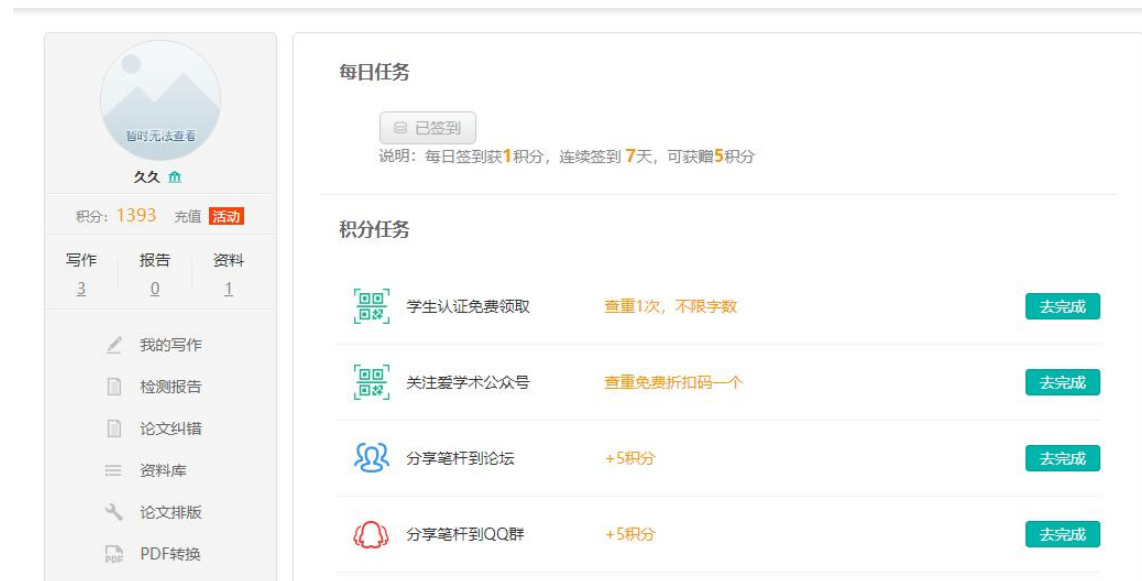 暂时无法查看
久久
积分：1393 充值 活动
写作 报告 资料
3 0 1
我的写作
检测报告
论文纠错
资料库
论文排版
PDF PDF转换
每日任务
已签到
说明：每日签到获1积分，连续签到 7天，可获赠5积分
积分任务
学生认证免费领取 查重1次，不限字数 去完成
关注爱学术公众号 查重免费折扣码一个 去完成
分享笔杆到论坛 +5积分 去完成
分享笔杆到QQ群 +5积分 去完成